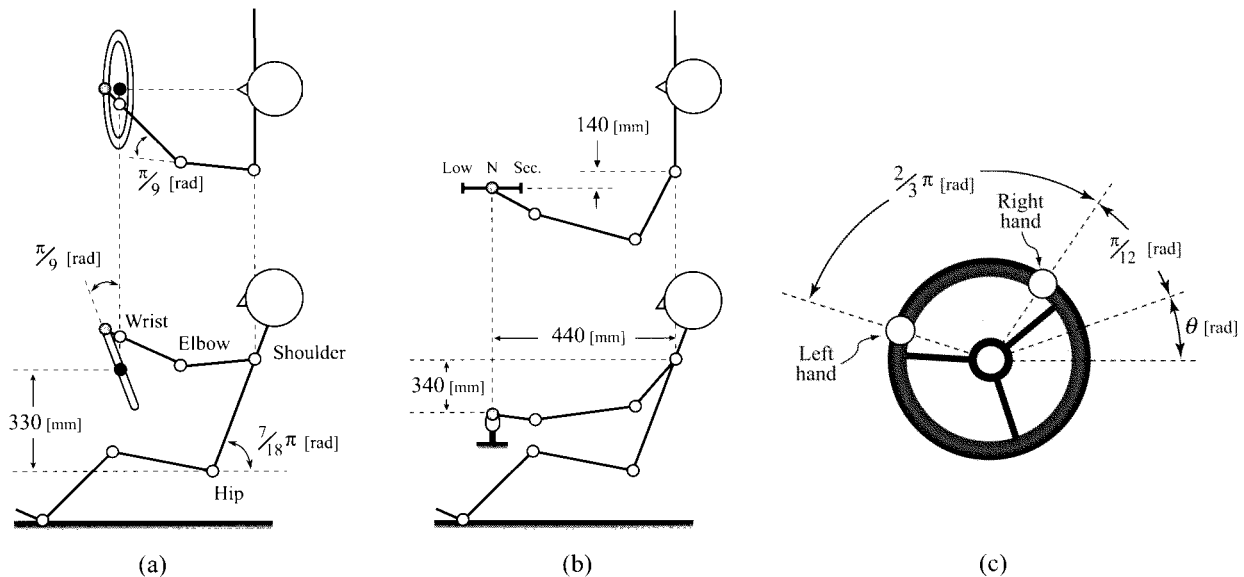 π/9 [rad]
π/9 [rad]
Wrist
Elbow
Shoulder
330 [mm]
7/18 π [rad]
Hip
(a)
140 [mm]
Low N Sec.
440 [mm]
340 [mm]
(b)
2/3 π [rad]
Right
hand
π/12 [rad]
θ [rad]
Left
hand
(c)